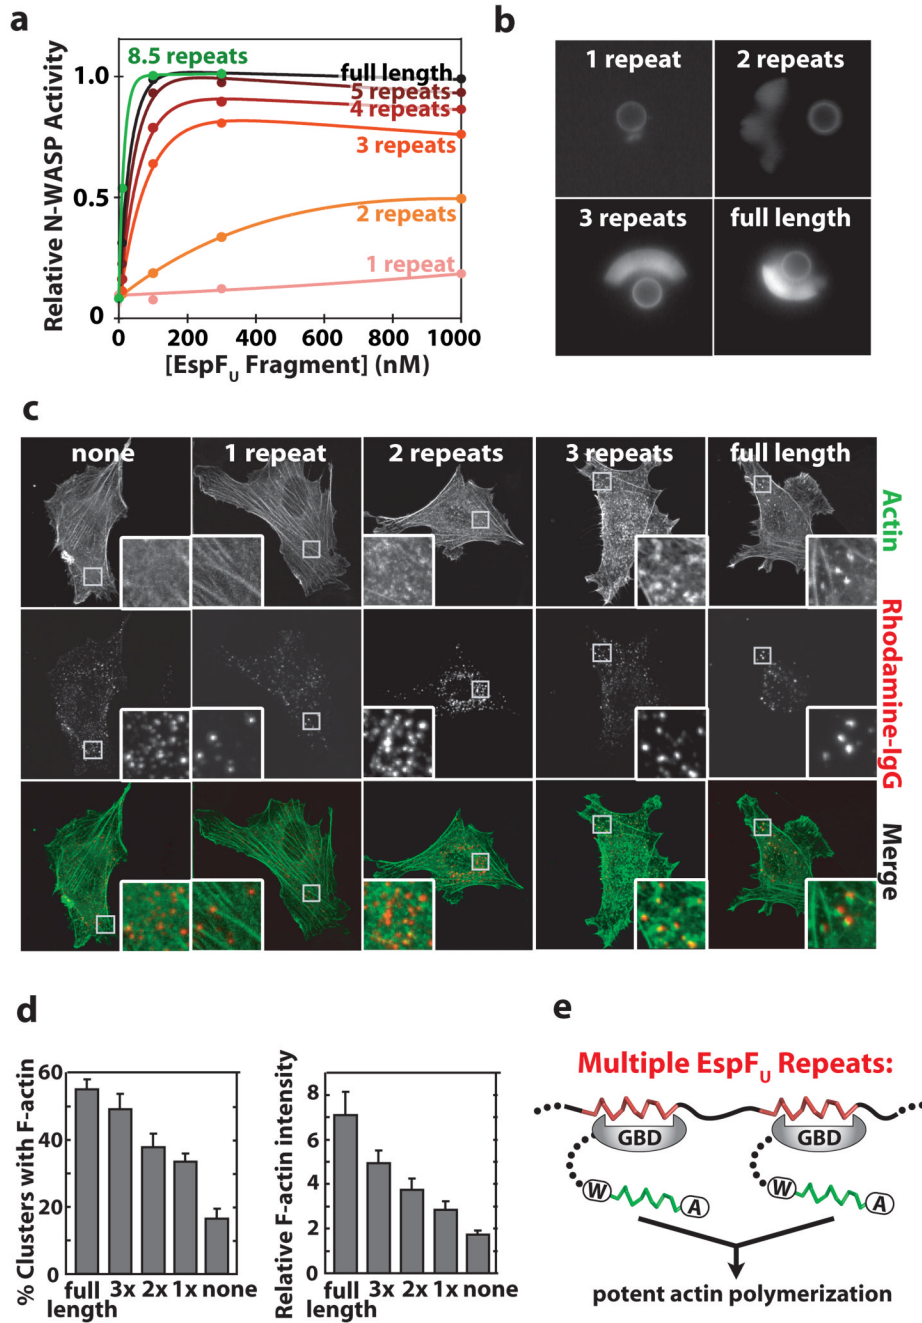 a
8.5 repeats
full length
5 repeats
4 repeats
3 repeats
2 repeats
1 repeat
Relative N-WASP Activity
1.0
0.5
0
0 200 400 600 800 1000
[EspFU Fragment] (nM)
b
1 repeat
2 repeats
3 repeats
full length
c
none
1 repeat
2 repeats
3 repeats
full length
Actin
Rhodamine-IgG
Merge
d
% Clusters with F-actin
60
40
20
0
full length 3x 2x 1x none
Relative F-actin intensity
8
6
4
2
0
full length 3x 2x 1x none
e
Multiple EspFU Repeats:
GBD
GBD
W
A
W
A
potent actin polymerization